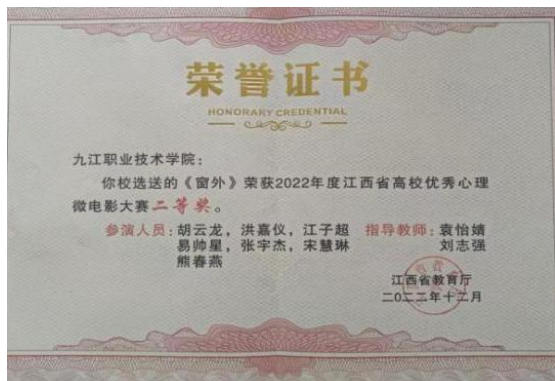 荣誉证书
HONORARY CREDENTIAL
九江职业技术学院：
你校选送的《窗外》荣获2022年度江西省高校优秀心理
微电影大赛二等奖。
参演人员：胡云龙，洪嘉仪，江子超 指导教师：袁怡婧
易帅星，张宇杰，宋慧琳 刘志强
熊春燕
江西省教育厅
二〇二二年十二月